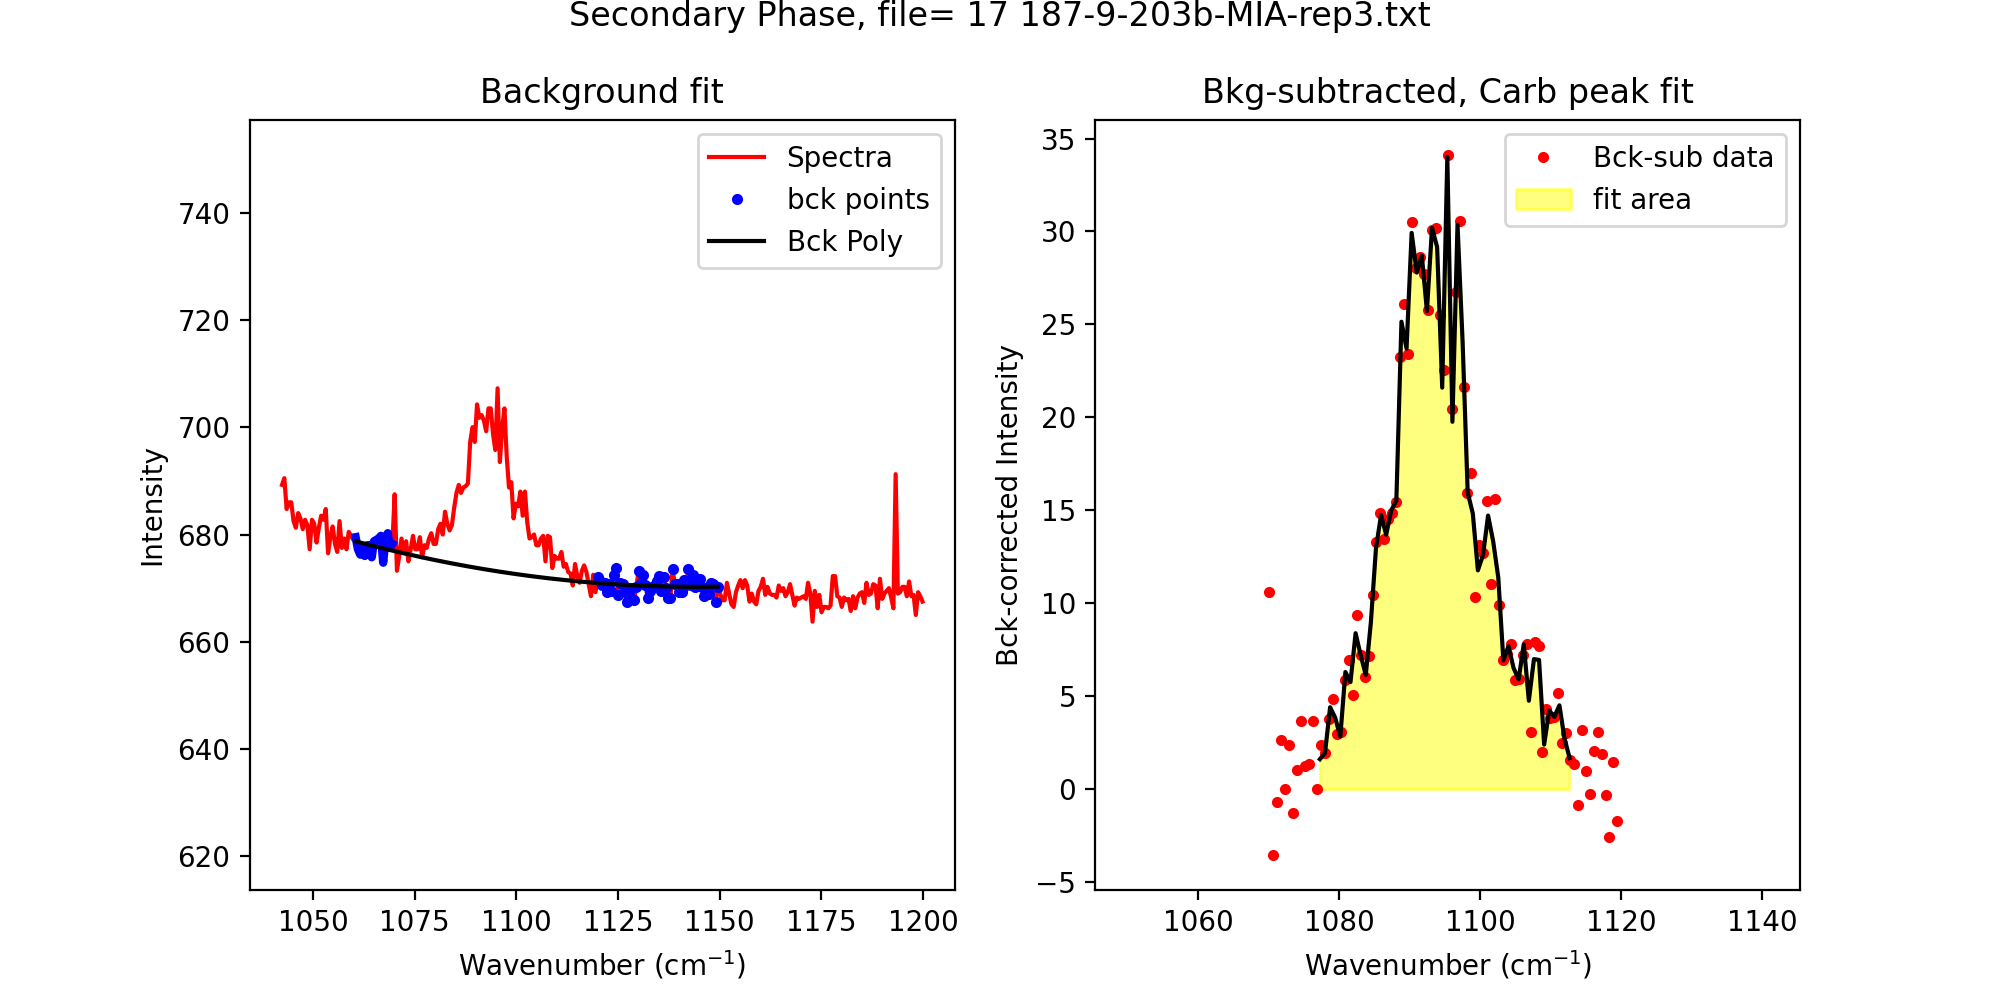 Secondary Phase, file= 17 187-9-203b-MIA-rep3.txt
Background fit
Spectra
bck points
Bck Poly
Intensity
740
720
700
680
660
640
620
1050 1075 1100 1125 1150 1175 1200
Wavenumber (cm⁻¹)
Bkg-subtracted, Carb peak fit
Bck-sub data
fit area
Bck-corrected Intensity
35
30
25
20
15
10
5
0
−5
1060 1080 1100 1120 1140
Wavenumber (cm⁻¹)